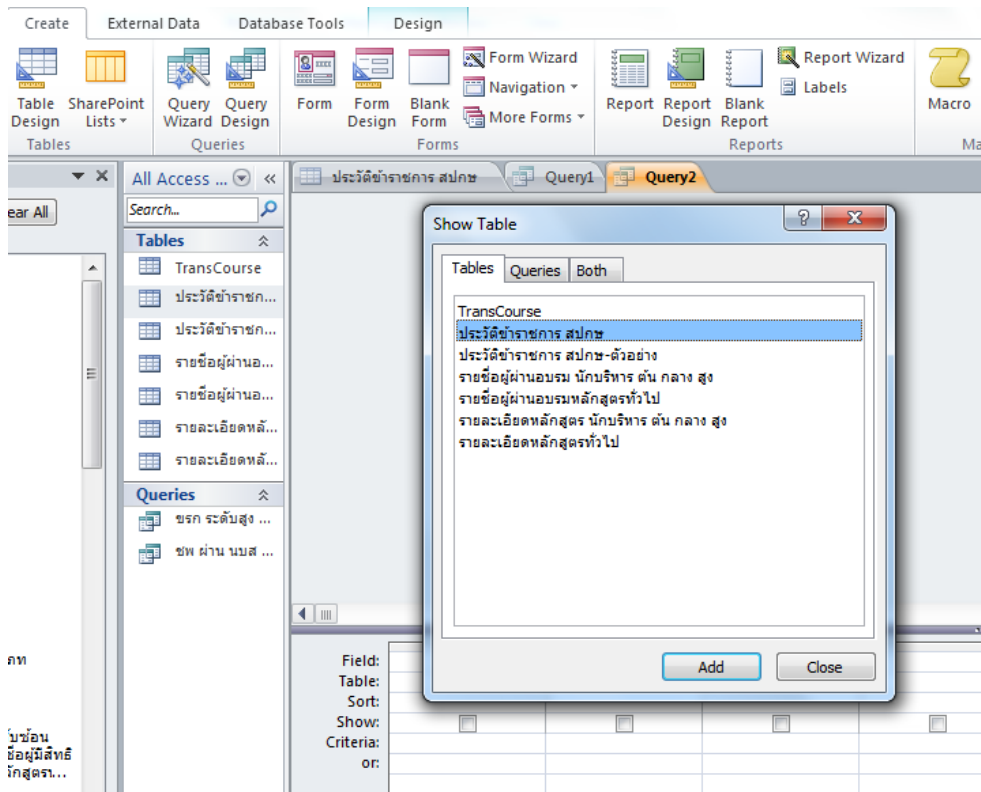 Create External Data Database Tools Design
Form Wizard Report Wizard
Navigation Labels
Table Design SharePoint Lists Query Wizard Query Design Form Form Design Blank Form More Forms Report Report Design Blank Report Macro
Tables Queries Forms Reports Ma
ear All
All Access ...
Search...
Tables
TransCourse
ประวัติข้าราชก...
ประวัติข้าราชก...
รายชื่อผู้ผ่านอ...
รายชื่อผู้ผ่านอ...
รายละเอียดหลั...
รายละเอียดหลั...
Queries
ขรก ระดับสูง ...
ชพ ผ่าน นบส ...
ประวัติข้าราชการ สปกษ Query1 Query2
Show Table
Tables Queries Both
TransCourse
ประวัติข้าราชการ สปกษ
ประวัติข้าราชการ สปกษ-ตัวอย่าง
รายชื่อผู้ผ่านอบรม นักบริหาร ต้น กลาง สูง
รายชื่อผู้ผ่านอบรมหลักสูตรทั่วไป
รายละเอียดหลักสูตร นักบริหาร ต้น กลาง สูง
รายละเอียดหลักสูตรทั่วไป
Add Close
Field:
Table:
Sort:
Show:
Criteria:
or:
ชื่อผู้มีสิทธิ